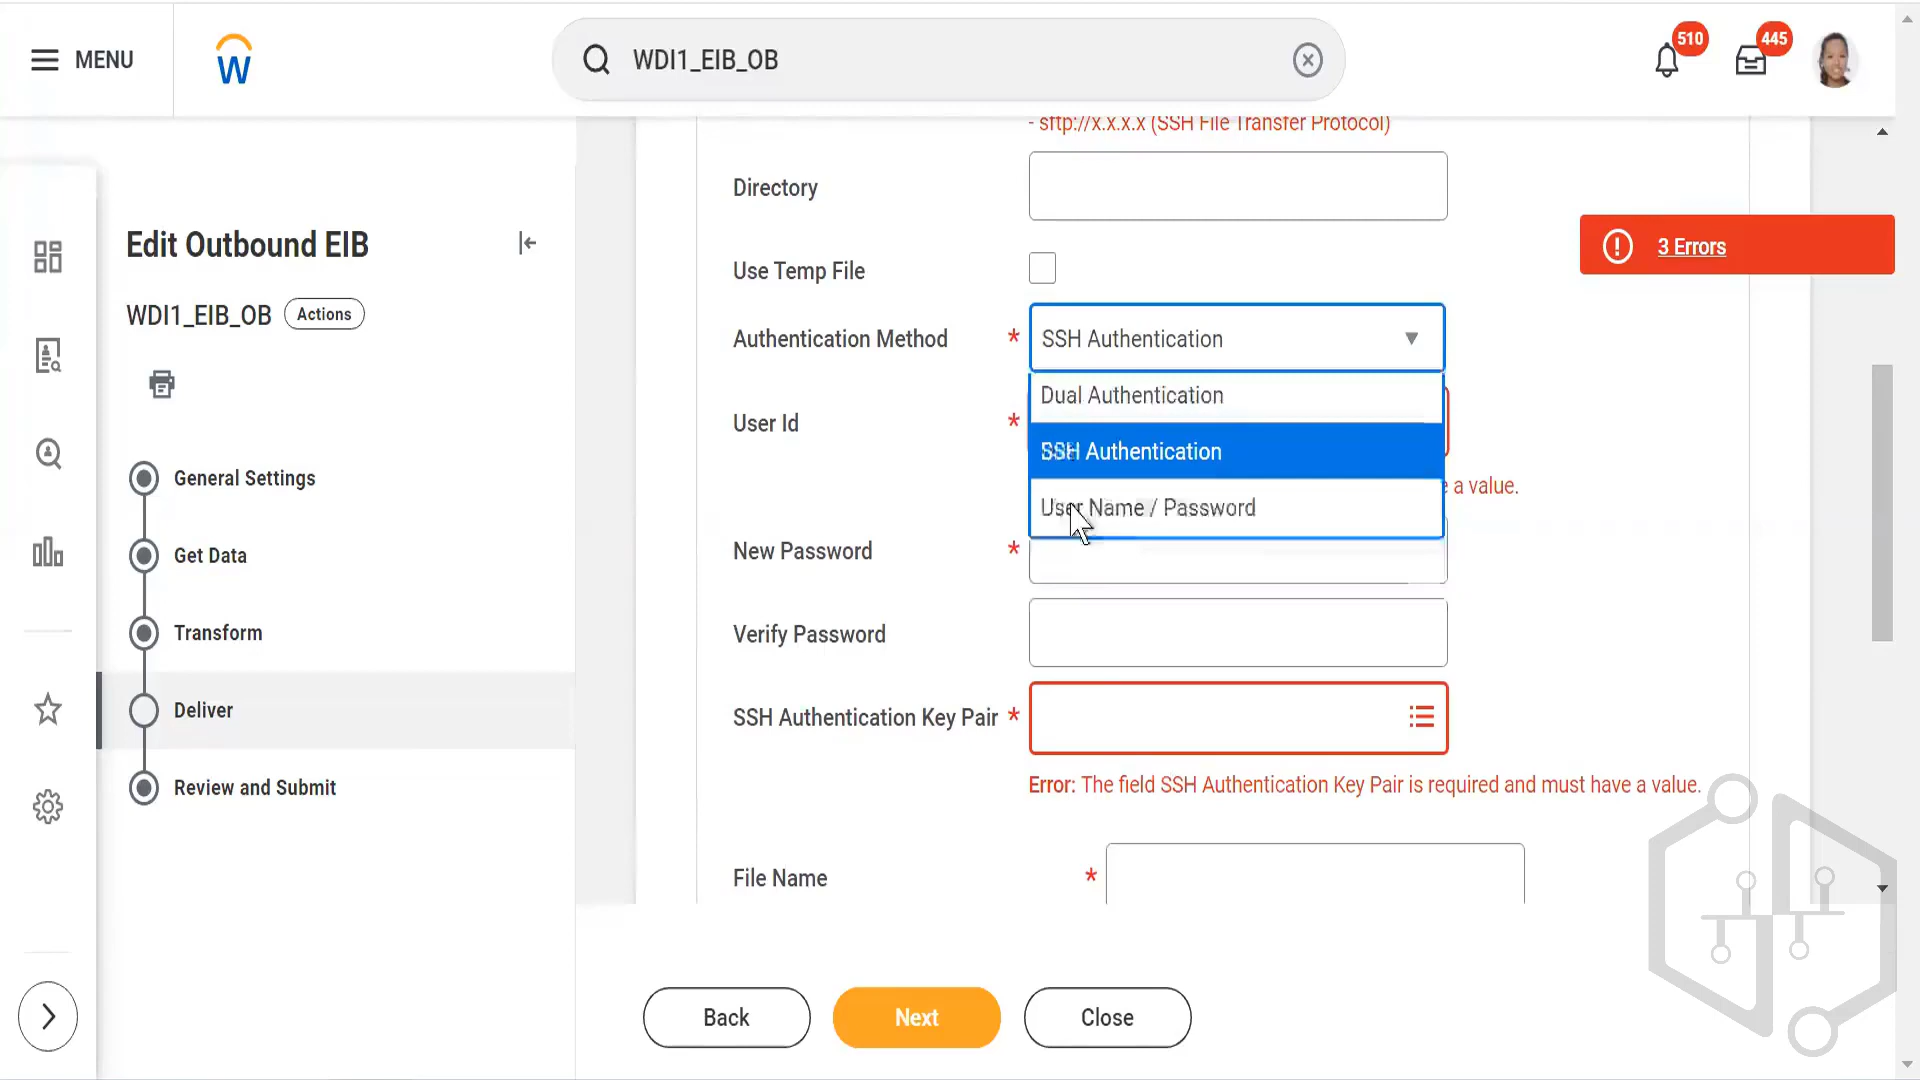 MENU
W
WDI1_EIB_OB
510
445
- sftp://x.x.x.x (SSH File Transfer Protocol)
Directory
3 Errors
Edit Outbound EIB
Use Temp File
WDI1_EIB_OB
Actions
Authentication Method * SSH Authentication
Dual Authentication
User Id *
SSH Authentication
General Settings
a value.
User Name / Password
Get Data
New Password *
Transform
Verify Password
Deliver
SSH Authentication Key Pair *
Review and Submit
Error: The field SSH Authentication Key Pair is required and must have a value.
File Name *
Back
Next
Close